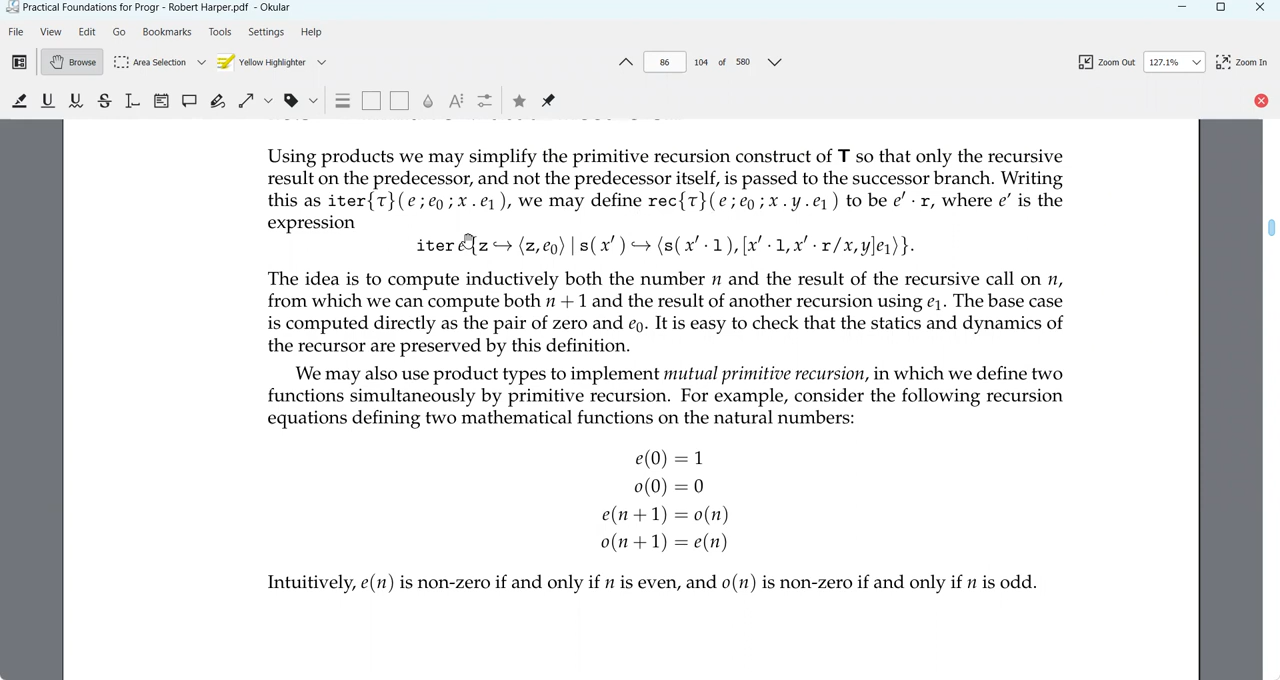 Practical Foundations for Progr - Robert Harper.pdf - Okular
File View Edit Go Bookmarks Tools Settings Help
Browse Area Selection Yellow Highlighter 86 104 of 580 Zoom Out 127.1% Zoom In
Using products we may simplify the primitive recursion construct of T so that only the recursive
result on the predecessor, and not the predecessor itself, is passed to the successor branch. Writing
this as iter{τ}(e;e₀;x.e₁), we may define rec{τ}(e;e₀;x.y.e₁) to be e′ · r, where e′ is the
expression
iter {z ↪ ⟨z,e₀⟩ | s(x′) ↪ ⟨s(x′ · l),[x′ · l,x′ · r/x,y]e₁⟩}.
The idea is to compute inductively both the number n and the result of the recursive call on n,
from which we can compute both n + 1 and the result of another recursion using e₁. The base case
is computed directly as the pair of zero and e₀. It is easy to check that the statics and dynamics of
the recursor are preserved by this definition.
We may also use product types to implement mutual primitive recursion, in which we define two
functions simultaneously by primitive recursion. For example, consider the following recursion
equations defining two mathematical functions on the natural numbers:
e(0) = 1
o(0) = 0
e(n + 1) = o(n)
o(n + 1) = e(n)
Intuitively, e(n) is non-zero if and only if n is even, and o(n) is non-zero if and only if n is odd.